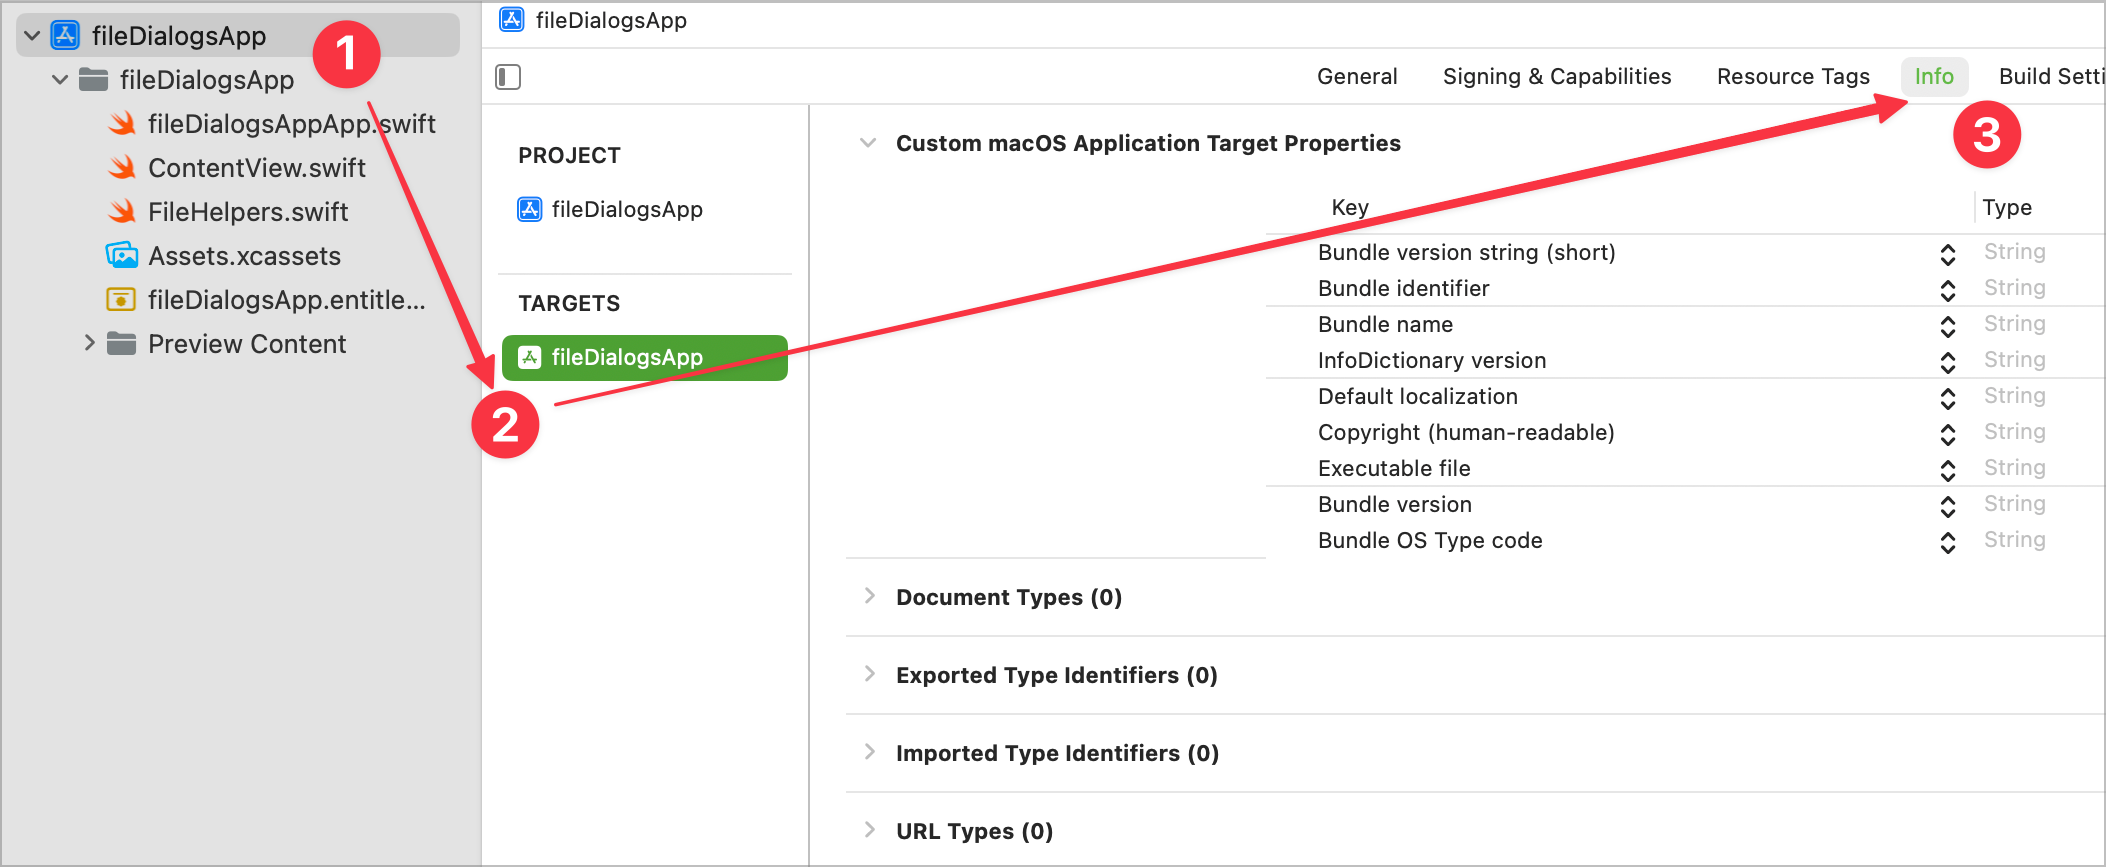 fileDialogsApp
fileDialogsApp
fileDialogsAppApp.swift
ContentView.swift
FileHelpers.swift
Assets.xcassets
fileDialogsApp.entitle...
Preview Content
1
2
3
fileDialogsApp
General Signing & Capabilities Resource Tags Info Build Setti
PROJECT
fileDialogsApp
TARGETS
fileDialogsApp
Custom macOS Application Target Properties
Key Type
Bundle version string (short) String
Bundle identifier String
Bundle name String
InfoDictionary version String
Default localization String
Copyright (human-readable) String
Executable file String
Bundle version String
Bundle OS Type code String
Document Types (0)
Exported Type Identifiers (0)
Imported Type Identifiers (0)
URL Types (0)